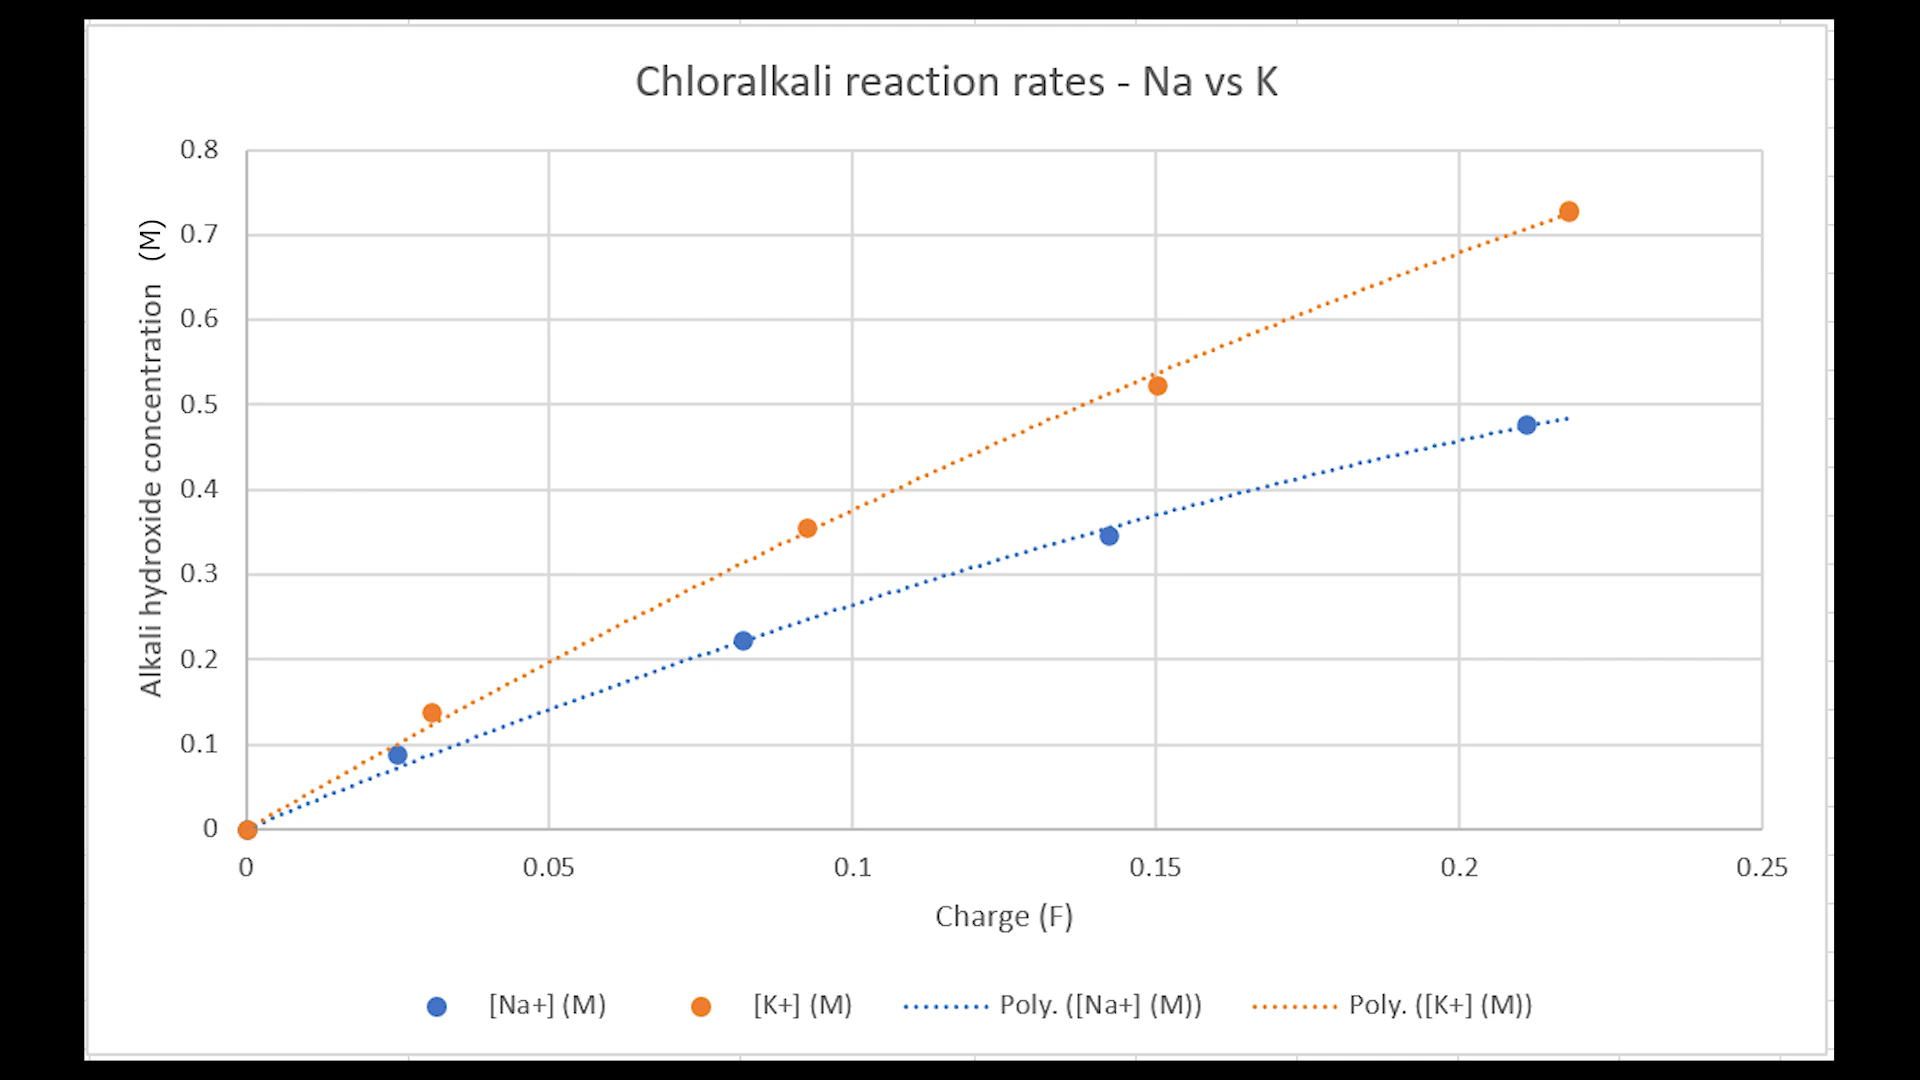 Chloralkali reaction rates - Na vs K
Alkali hydroxide concentration (M)
0.8
0.7
0.6
0.5
0.4
0.3
0.2
0.1
0
0 0.05 0.1 0.15 0.2 0.25
Charge (F)
[Na+] (M) [K+] (M) Poly. ([Na+] (M)) Poly. ([K+] (M))